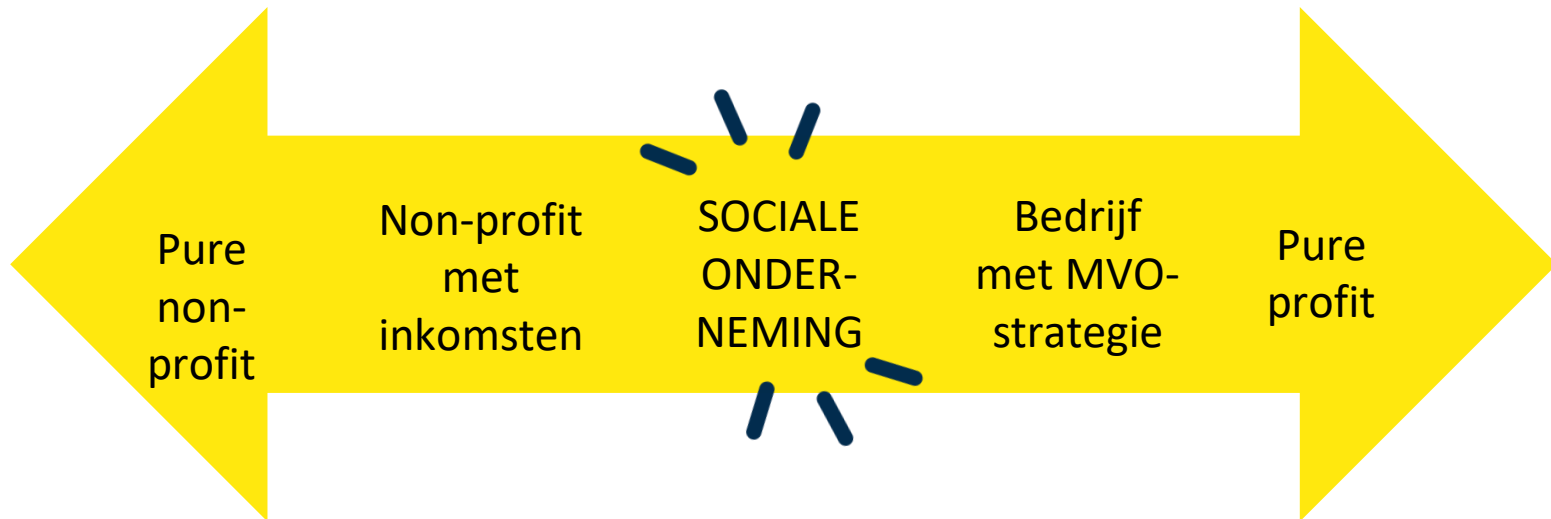 Pure
non-
profit
Non-profit
met
inkomsten
SOCIALE
ONDER-
NEMING
Bedrijf
met MVO-
strategie
Pure
profit